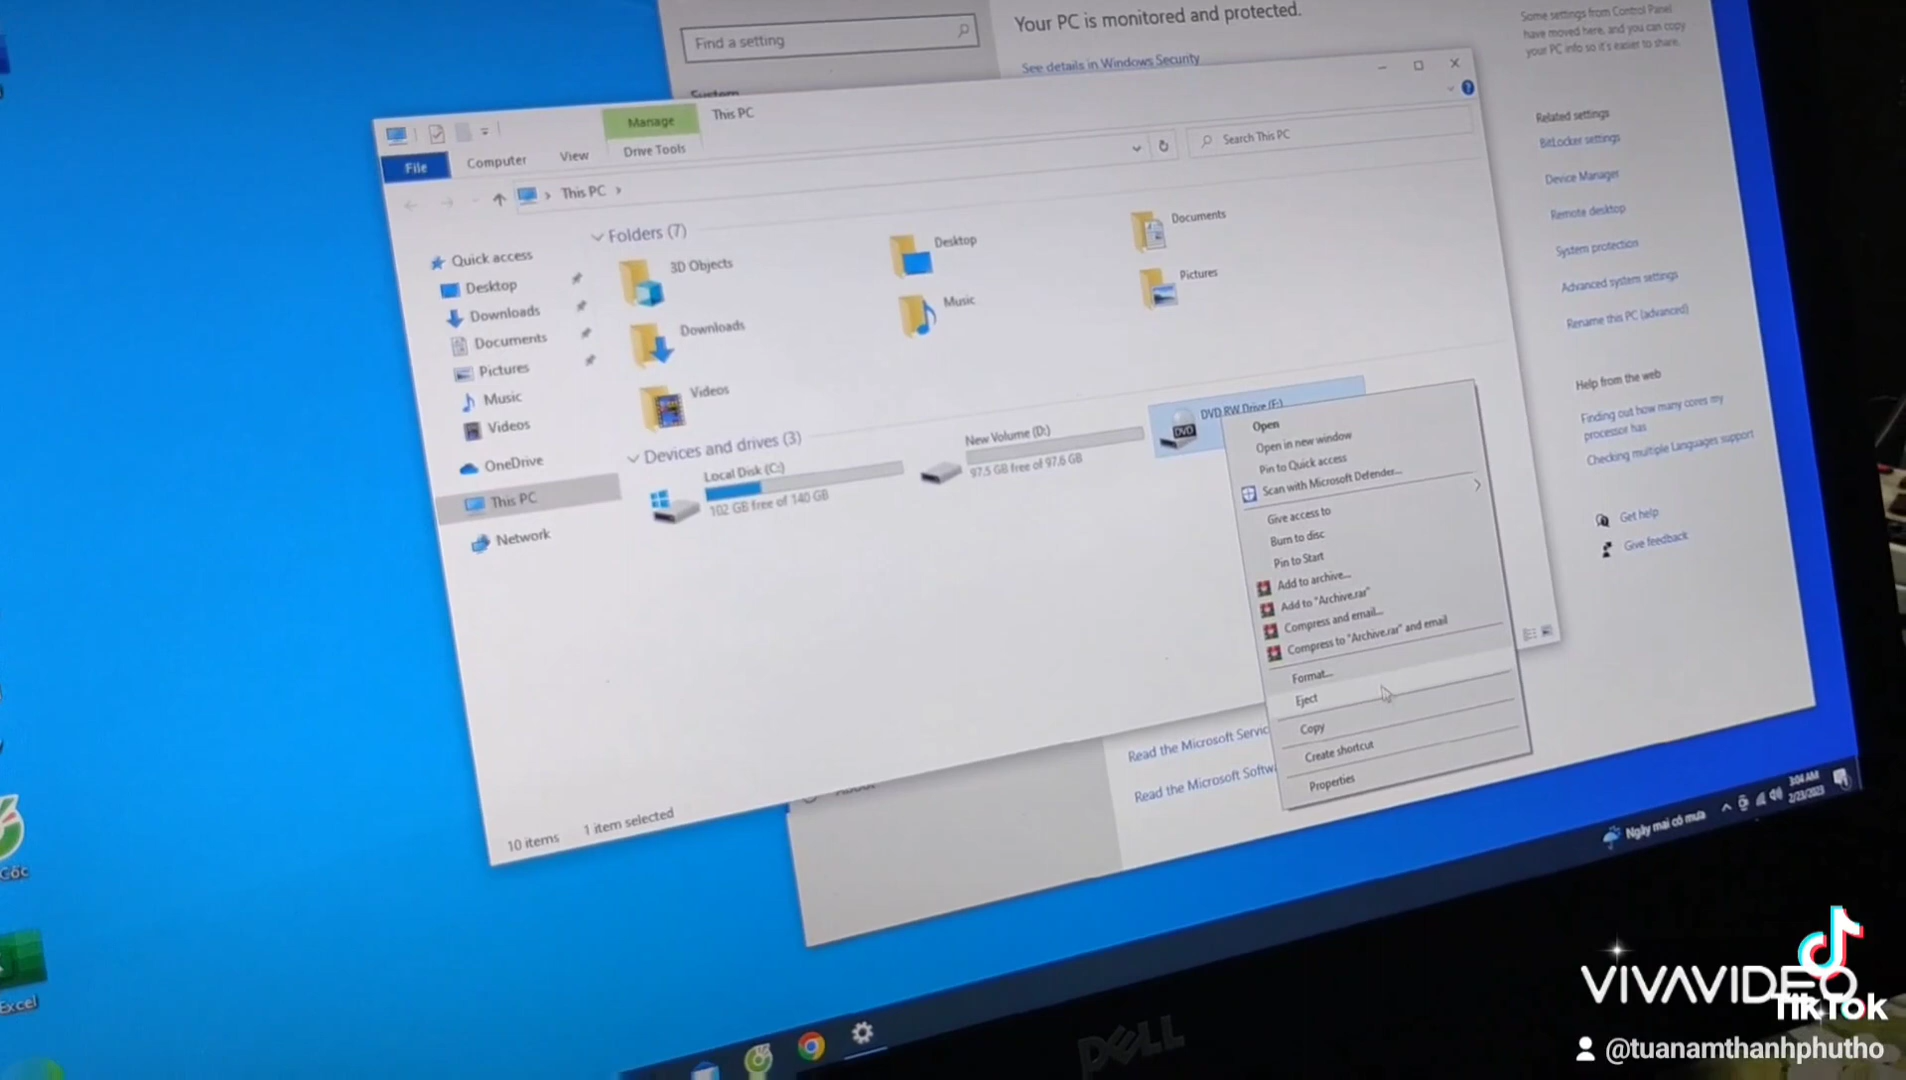 Find a setting
Your PC is monitored and protected.
See details in Windows Security
System
Some settings from Control Panel
have moved here, and you can copy
your PC info so it's easier to share.
Related settings
BitLocker settings
Device Manager
Remote desktop
System protection
Advanced system settings
Rename this PC (advanced)
Help from the web
Finding out how many cores my
processor has
Checking multiple Languages support
Get help
Give feedback
Manage
This PC
File
Computer
View
Drive Tools
This PC
Search This PC
Quick access
Desktop
Downloads
Documents
Pictures
Music
Videos
OneDrive
This PC
Network
Folders (7)
3D Objects
Desktop
Documents
Downloads
Music
Pictures
Videos
Devices and drives (3)
Local Disk (C:)
102 GB free of 140 GB
New Volume (D:)
97.5 GB free of 97.6 GB
DVD RW Drive (F:)
DVD
Open
Open in new window
Pin to Quick access
Scan with Microsoft Defender...
Give access to
Burn to disc
Pin to Start
Add to archive...
Add to "Archive.rar"
Compress and email...
Compress to "Archive.rar" and email
Format...
Eject
Copy
Create shortcut
Properties
10 items
1 item selected
Read the Microsoft Servic
Read the Microsoft Softw
Ngày mai có mưa
3:04 AM
2/23/2023
Cốc
Excel
DELL
VIVAVIDEO
TikTok
@tuanamthanhphutho